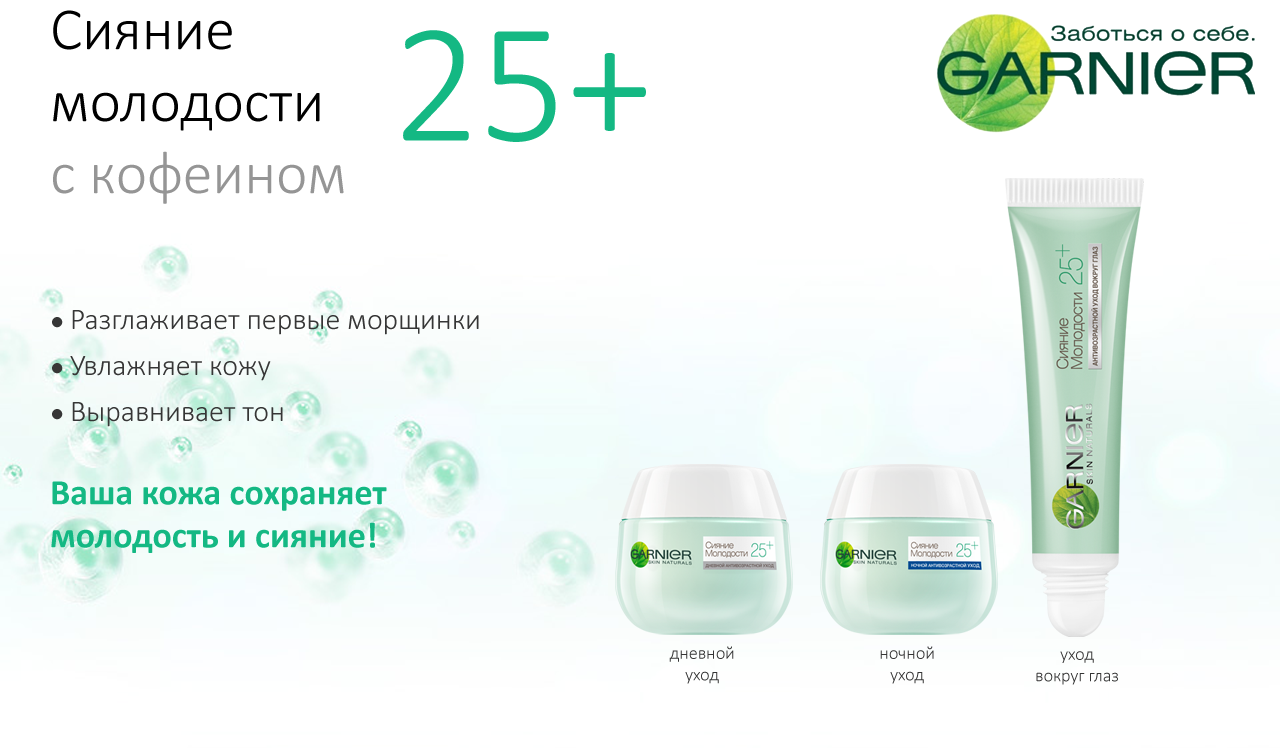 Сияние
молодости
с кофеином
25+
Заботься о себе.
GARNIER
● Разглаживает первые морщинки
● Увлажняет кожу
● Выравнивает тон
Ваша кожа сохраняет
молодость и сияние!
GARNIER
SKIN NATURALS
Сияние
Молодости 25+
ДНЕВНОЙ АНТИВОЗРАСТНОЙ УХОД
дневной
уход
GARNIER
SKIN NATURALS
Сияние
Молодости 25+
НОЧНОЙ АНТИВОЗРАСТНОЙ УХОД
ночной
уход
GARNIER
SKIN NATURALS
Сияние
Молодости 25+
АНТИВОЗРАСТНОЙ УХОД ВОКРУГ ГЛАЗ
уход
вокруг глаз